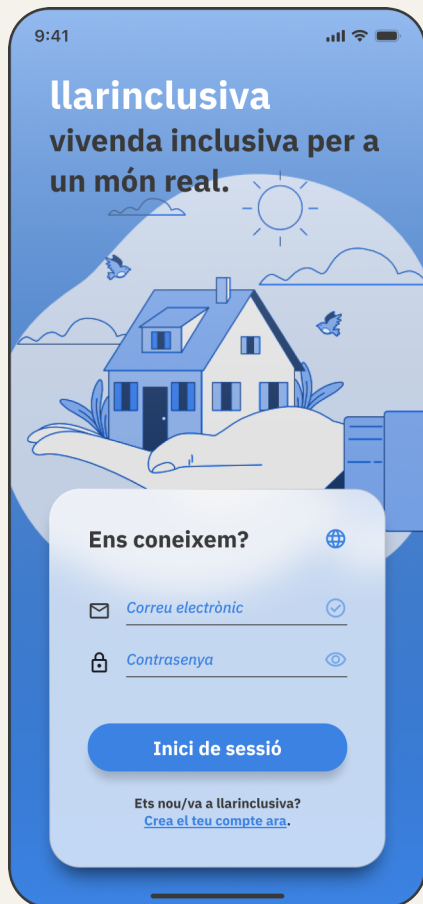 9:41
llarinclusiva
vivenda inclusiva per a
un món real.
Ens coneixem?
Correu electrònic
Contrasenya
Inici de sessió
Ets nou/va a llarinclusiva?
Crea el teu compte ara.